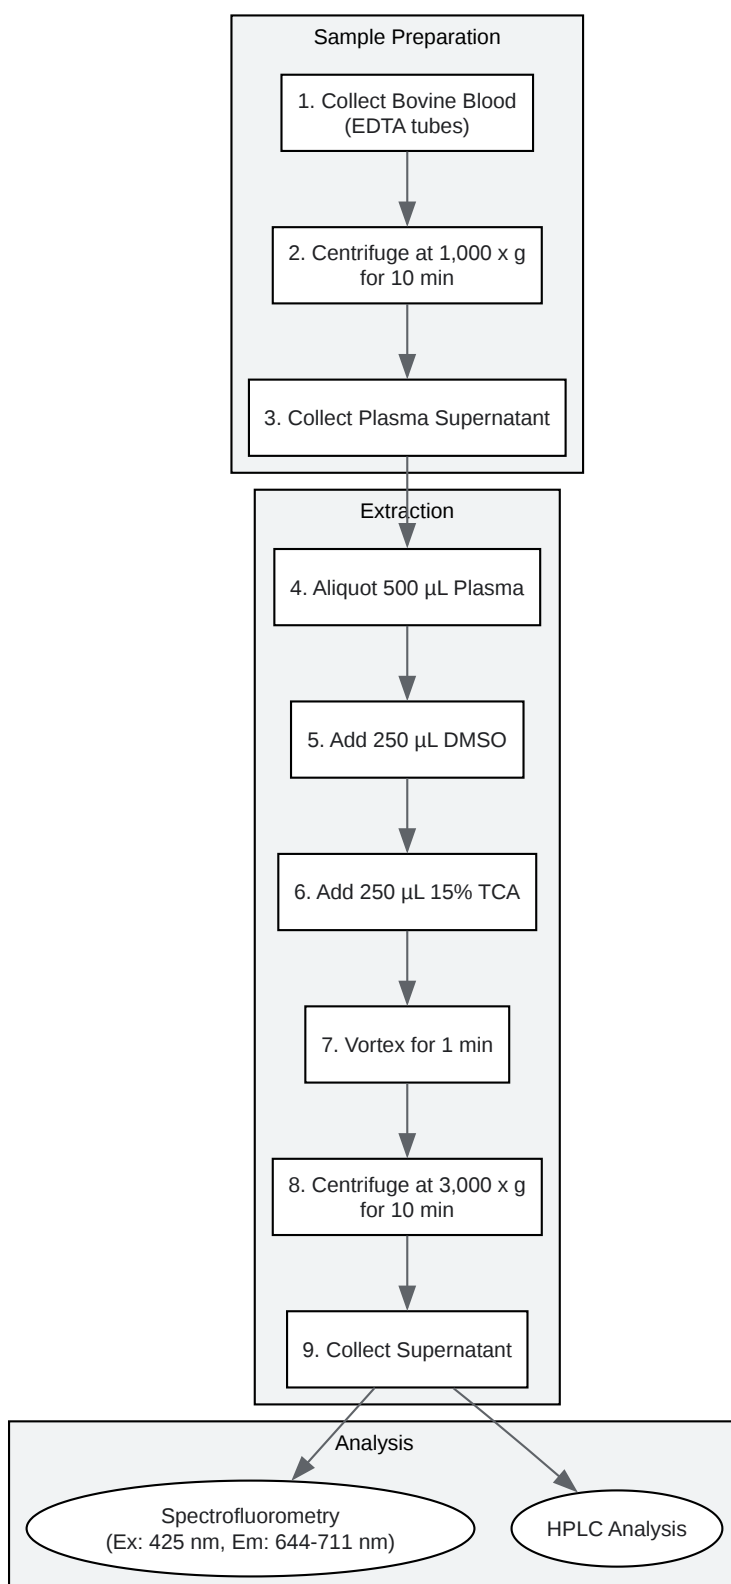 Sample Preparation
1. Collect Bovine Blood
(EDTA tubes)
2. Centrifuge at 1,000 x g
for 10 min
3. Collect Plasma Supernatant
Extraction
4. Aliquot 500 µL Plasma
5. Add 250 µL DMSO
6. Add 250 µL 15% TCA
7. Vortex for 1 min
8. Centrifuge at 3,000 x g
for 10 min
9. Collect Supernatant
Analysis
Spectrofluorometry
(Ex: 425 nm, Em: 644-711 nm)
HPLC Analysis